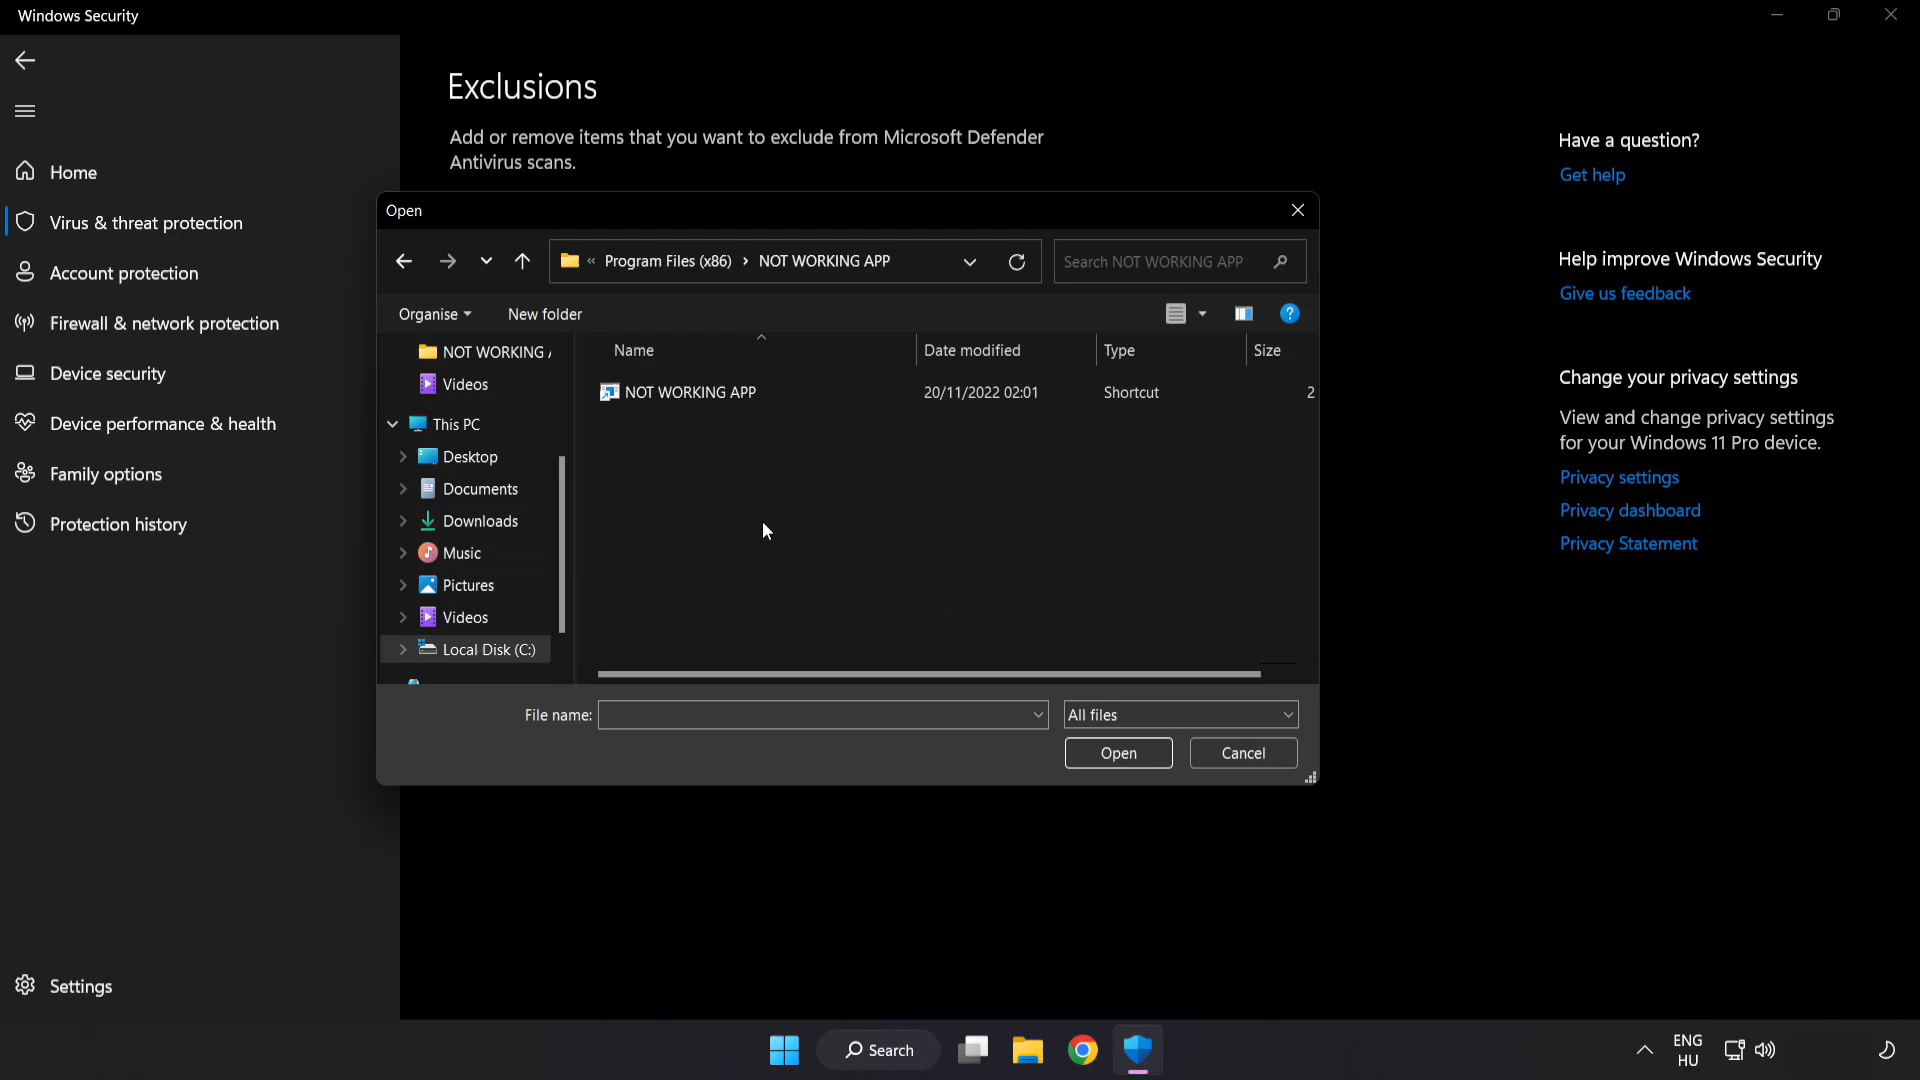 Windows Security
Exclusions
Add or remove items that you want to exclude from Microsoft Defender
Antivirus scans.
Home
Virus & threat protection
Account protection
Firewall & network protection
Device security
Device performance & health
Family options
Protection history
Settings
Open
« Program Files (x86) › NOT WORKING APP
Search NOT WORKING APP
Organise
New folder
NOT WORKING A
Videos
This PC
Desktop
Documents
Downloads
Music
Pictures
Videos
Local Disk (C:)
Name Date modified Type Size
NOT WORKING APP 20/11/2022 02:01 Shortcut 2
File name:
All files
Open
Cancel
Have a question?
Get help
Help improve Windows Security
Give us feedback
Change your privacy settings
View and change privacy settings
for your Windows 11 Pro device.
Privacy settings
Privacy dashboard
Privacy Statement
Search
ENG
HU